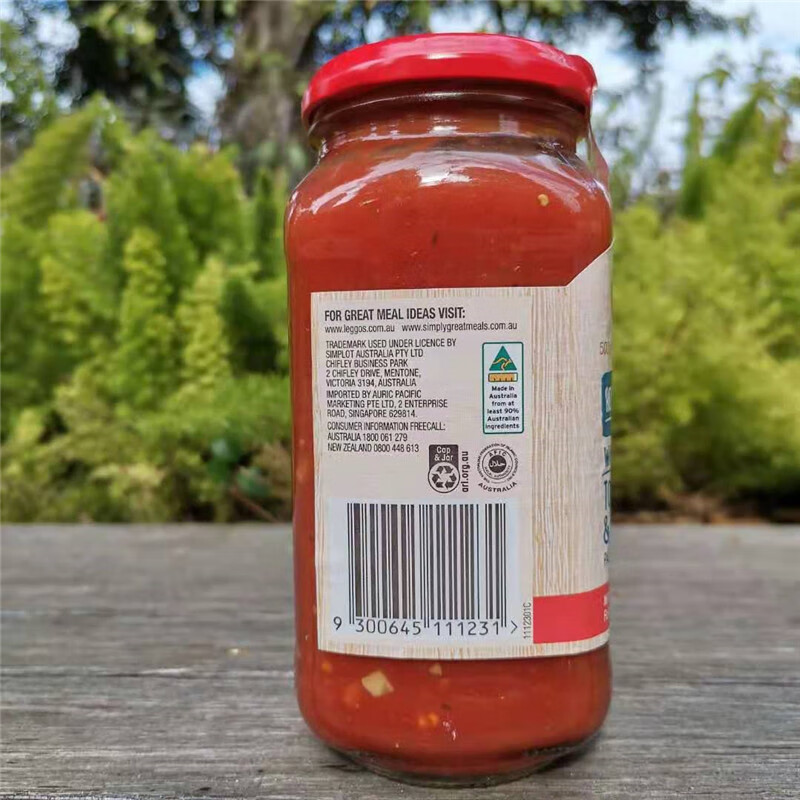 FOR GREAT MEAL IDEAS VISIT:
www.leggos.com.au www.simplygreatmeals.com.au
TRADEMARK USED UNDER LICENCE BY
SIMPLOT AUSTRALIA PTY LTD
CHIFLEY BUSINESS PARK
2 CHIFLEY DRIVE, MENTONE,
VICTORIA 3194, AUSTRALIA
IMPORTED BY AURIC PACIFIC
MARKETING PTE LTD, 2 ENTERPRISE
ROAD, SINGAPORE 629814.
CONSUMER INFORMATION FREECALL:
AUSTRALIA 1800 061 279
NEW ZEALAND 0800 448 613
Made in
Australia
from at
least 90%
Australian
ingredients
Cap
& Jar
arl.org.au
AUSTRALIA
9 300645 111231 >
1112301C
&